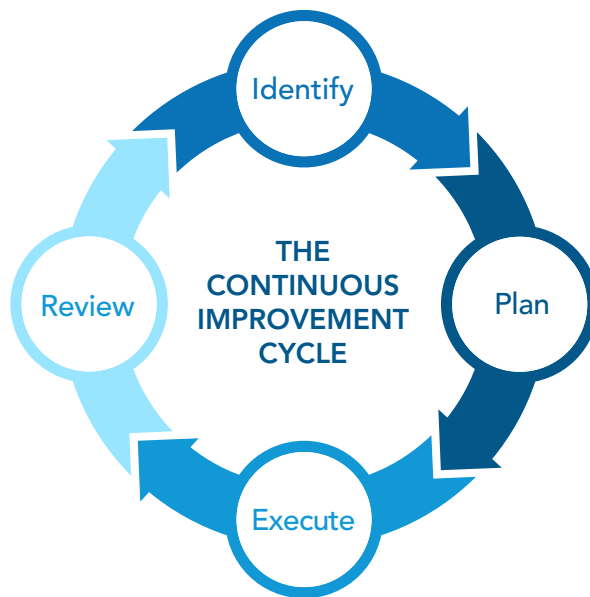 Identify
THE
CONTINUOUS
IMPROVEMENT
CYCLE
Review
Plan
Execute